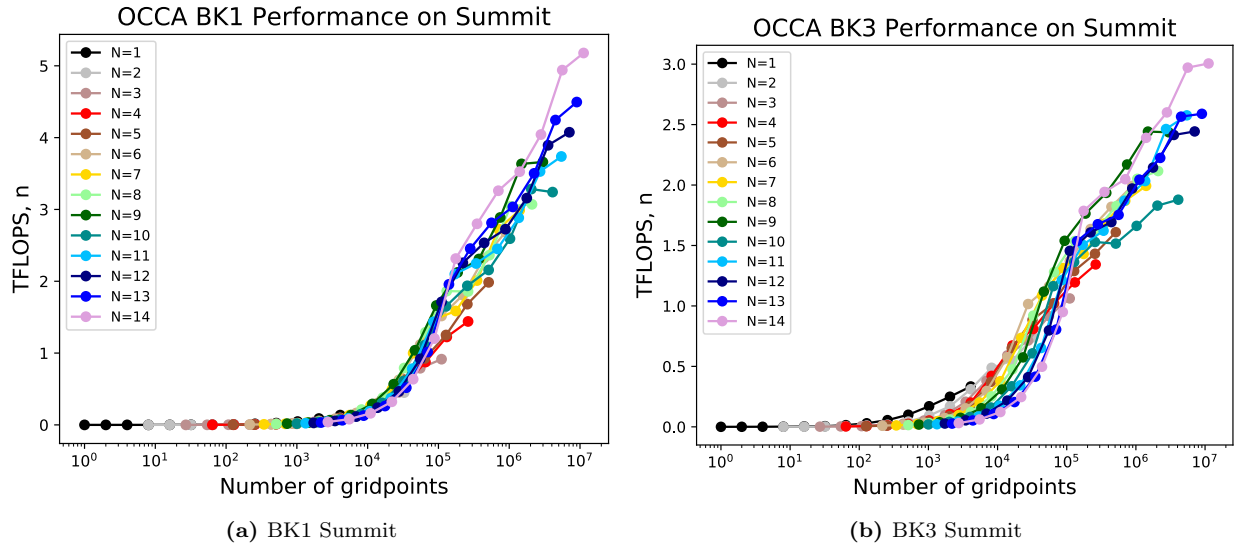 OCCA BK1 Performance on Summit
TFLOPS, n
5
4
3
2
1
0
N=1
N=2
N=3
N=4
N=5
N=6
N=7
N=8
N=9
N=10
N=11
N=12
N=13
N=14
10⁰ 10¹ 10² 10³ 10⁴ 10⁵ 10⁶ 10⁷
Number of gridpoints
(a) BK1 Summit
OCCA BK3 Performance on Summit
TFLOPS, n
3.0
2.5
2.0
1.5
1.0
0.5
0.0
N=1
N=2
N=3
N=4
N=5
N=6
N=7
N=8
N=9
N=10
N=11
N=12
N=13
N=14
10⁰ 10¹ 10² 10³ 10⁴ 10⁵ 10⁶ 10⁷
Number of gridpoints
(b) BK3 Summit